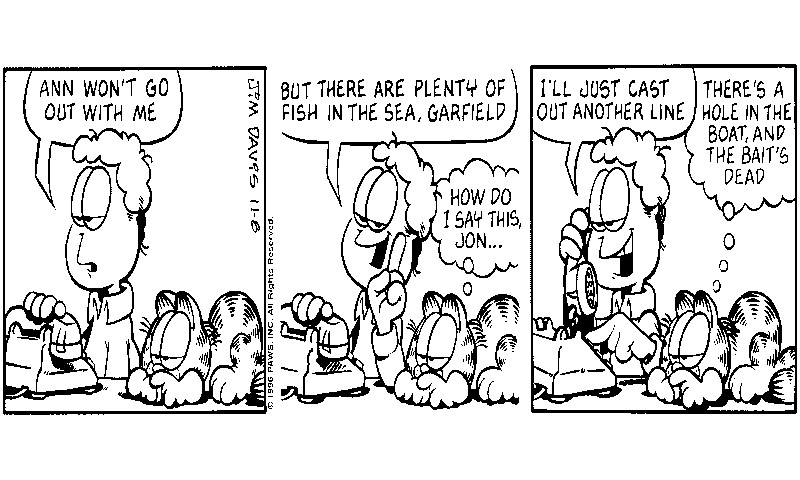 ANN WON'T GO
OUT WITH ME
JIM DAVIS 11-6
© 1996 PAWS, INC. All Rights Reserved.
BUT THERE ARE PLENTY OF
FISH IN THE SEA, GARFIELD
HOW DO
I SAY THIS,
JON...
I'LL JUST CAST
OUT ANOTHER LINE
THERE'S A
HOLE IN THE
BOAT, AND
THE BAIT'S
DEAD